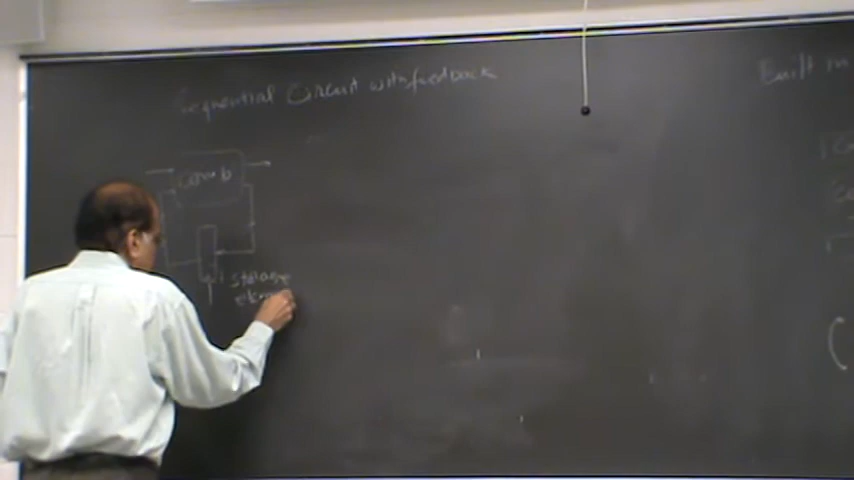 Sequential Circuit with feedback
Built in
Comb
storage